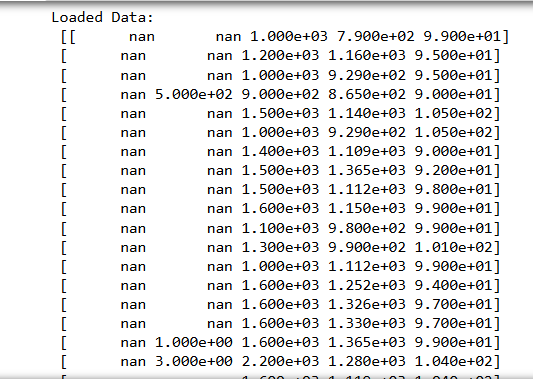 Loaded Data:
[[ nan nan 1.000e+03 7.900e+02 9.900e+01]
[ nan nan 1.200e+03 1.160e+03 9.500e+01]
[ nan nan 1.000e+03 9.290e+02 9.500e+01]
[ nan 5.000e+02 9.000e+02 8.650e+02 9.000e+01]
[ nan nan 1.500e+03 1.140e+03 1.050e+02]
[ nan nan 1.000e+03 9.290e+02 1.050e+02]
[ nan nan 1.400e+03 1.109e+03 9.000e+01]
[ nan nan 1.500e+03 1.365e+03 9.200e+01]
[ nan nan 1.500e+03 1.112e+03 9.800e+01]
[ nan nan 1.600e+03 1.150e+03 9.900e+01]
[ nan nan 1.100e+03 9.800e+02 9.900e+01]
[ nan nan 1.300e+03 9.900e+02 1.010e+02]
[ nan nan 1.000e+03 1.112e+03 9.900e+01]
[ nan nan 1.600e+03 1.252e+03 9.400e+01]
[ nan nan 1.600e+03 1.326e+03 9.700e+01]
[ nan nan 1.600e+03 1.330e+03 9.700e+01]
[ nan 1.000e+00 1.600e+03 1.365e+03 9.900e+01]
[ nan 3.000e+00 2.200e+03 1.280e+03 1.040e+02]